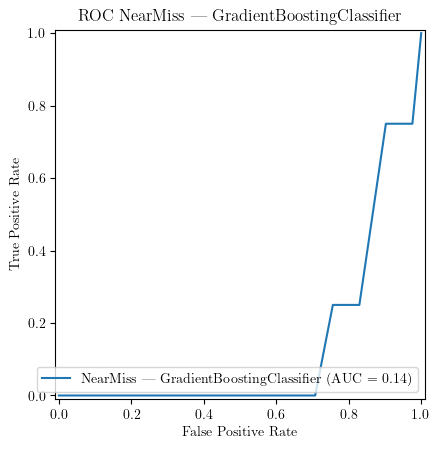 ROC NearMiss — GradientBoostingClassifier
1.0
0.8
0.6
0.4
0.2
0.0
True Positive Rate
NearMiss — GradientBoostingClassifier (AUC = 0.14)
0.0 0.2 0.4 0.6 0.8 1.0
False Positive Rate